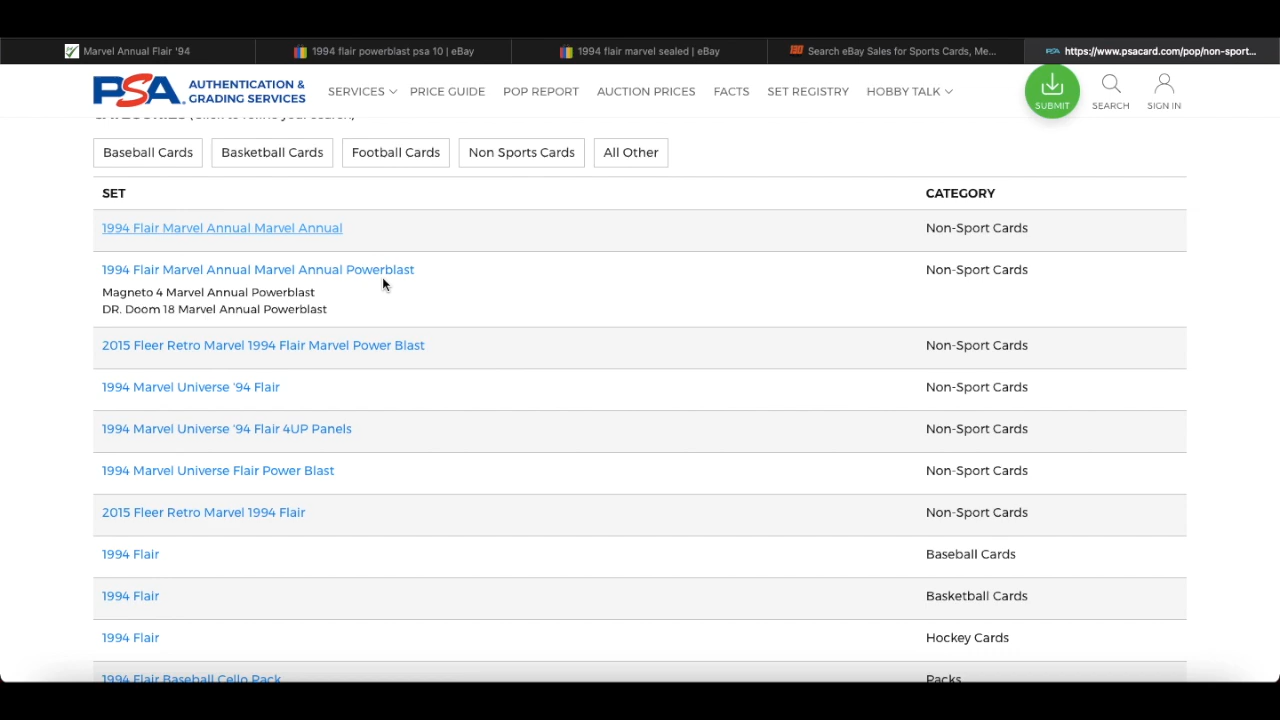 Marvel Annual Flair '94
1994 flair powerblast psa 10 | eBay
1994 flair marvel sealed | eBay
Search eBay Sales for Sports Cards, Me...
PSA https://www.psacard.com/pop/non-sport...
PSA AUTHENTICATION & GRADING SERVICES
SERVICES
PRICE GUIDE
POP REPORT
AUCTION PRICES
FACTS
SET REGISTRY
HOBBY TALK
SUBMIT
SEARCH
SIGN IN
Baseball Cards
Basketball Cards
Football Cards
Non Sports Cards
All Other
SET CATEGORY
1994 Flair Marvel Annual Marvel Annual Non-Sport Cards
1994 Flair Marvel Annual Marvel Annual Powerblast Non-Sport Cards
Magneto 4 Marvel Annual Powerblast
DR. Doom 18 Marvel Annual Powerblast
2015 Fleer Retro Marvel 1994 Flair Marvel Power Blast Non-Sport Cards
1994 Marvel Universe '94 Flair Non-Sport Cards
1994 Marvel Universe '94 Flair 4UP Panels Non-Sport Cards
1994 Marvel Universe Flair Power Blast Non-Sport Cards
2015 Fleer Retro Marvel 1994 Flair Non-Sport Cards
1994 Flair Baseball Cards
1994 Flair Basketball Cards
1994 Flair Hockey Cards
1994 Flair Baseball Cello Pack Packs